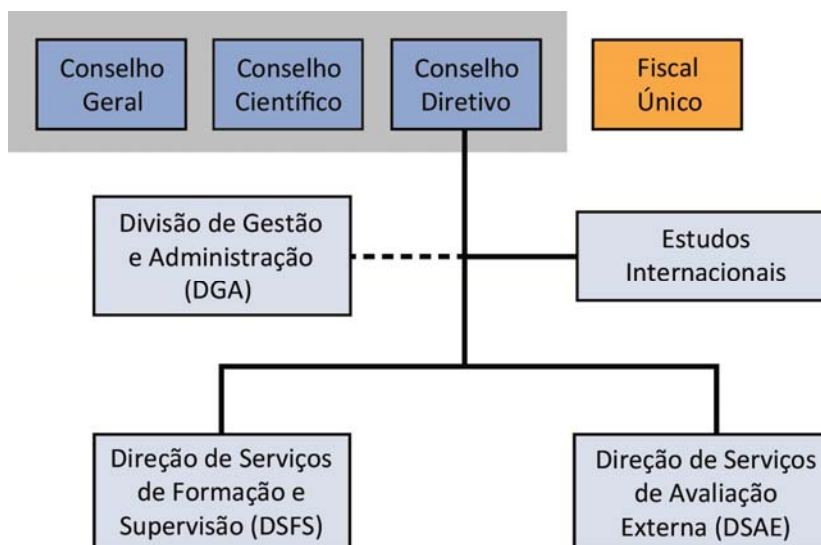 Conselho
Geral
Conselho
Científico
Conselho
Diretivo
Fiscal
Único
Divisão de Gestão
e Administração
(DGA)
Estudos
Internacionais
Direção de Serviços
de Formação e
Supervisão (DSFS)
Direção de Serviços
de Avaliação
Externa (DSAE)